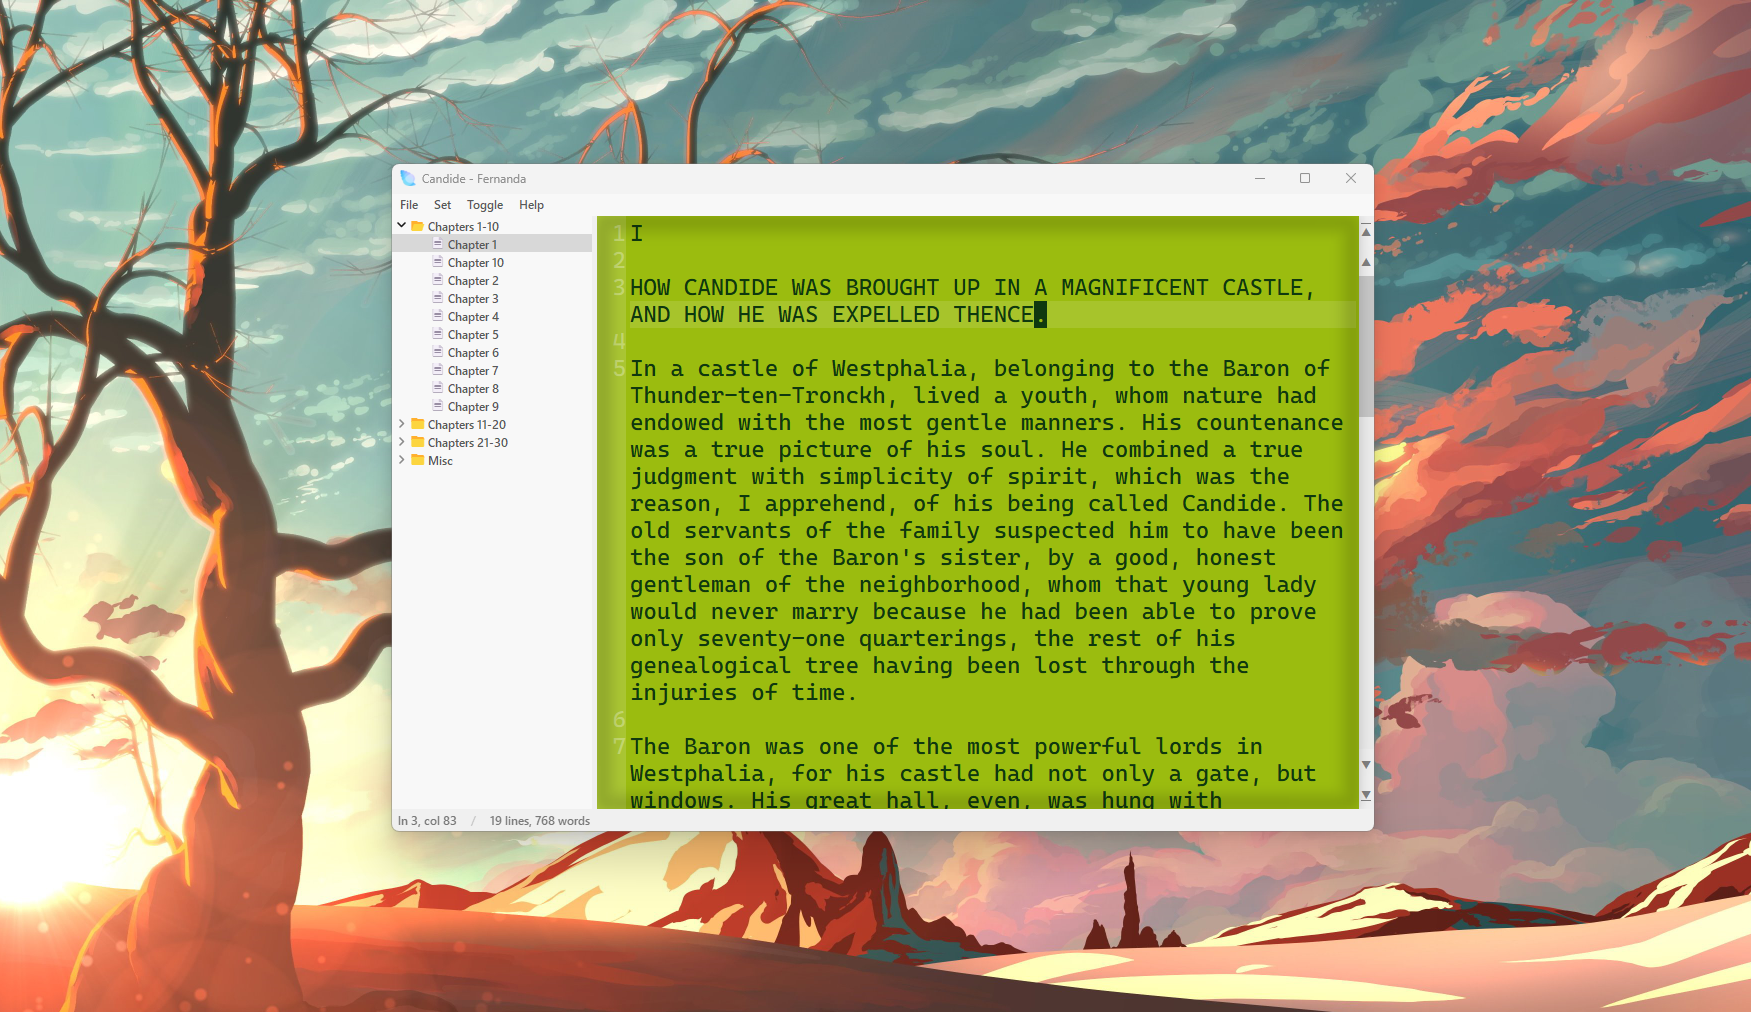 Candide - Fernanda
File Set Toggle Help
Chapters 1-10
Chapter 1
Chapter 10
Chapter 2
Chapter 3
Chapter 4
Chapter 5
Chapter 6
Chapter 7
Chapter 8
Chapter 9
Chapters 11-20
Chapters 21-30
Misc
1 I
2
3 HOW CANDIDE WAS BROUGHT UP IN A MAGNIFICENT CASTLE,
AND HOW HE WAS EXPELLED THENCE.
4
5 In a castle of Westphalia, belonging to the Baron of
Thunder-ten-Tronckh, lived a youth, whom nature had
endowed with the most gentle manners. His countenance
was a true picture of his soul. He combined a true
judgment with simplicity of spirit, which was the
reason, I apprehend, of his being called Candide. The
old servants of the family suspected him to have been
the son of the Baron's sister, by a good, honest
gentleman of the neighborhood, whom that young lady
would never marry because he had been able to prove
only seventy-one quarterings, the rest of his
genealogical tree having been lost through the
injuries of time.
6
7 The Baron was one of the most powerful lords in
Westphalia, for his castle had not only a gate, but
windows. His great hall, even, was hung with
ln 3, col 83 / 19 lines, 768 words